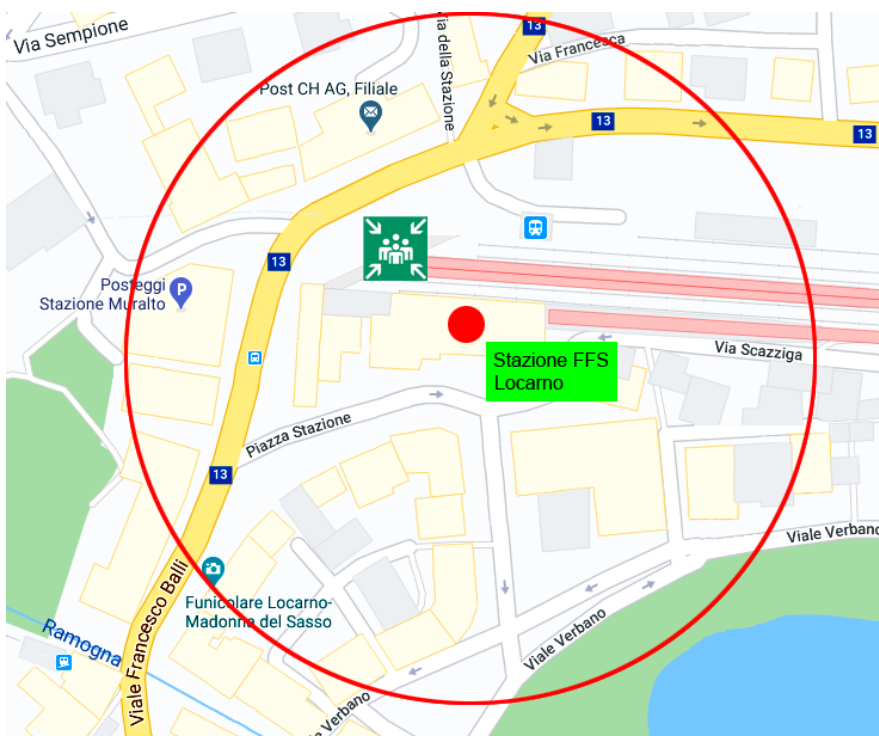 Via Sempione
Via della Stazione
13
Via Francesca
Post CH AG, Filiale
13
13
13
Posteggi
Stazione Muralto
P
Stazione FFS
Locarno
Via Scazziga
Piazza Stazione
13
Viale Verbano
Viale Francesco Balli
Funicolare Locarno-
Madonna del Sasso
Ramogna
Viale Verbano
Verbano